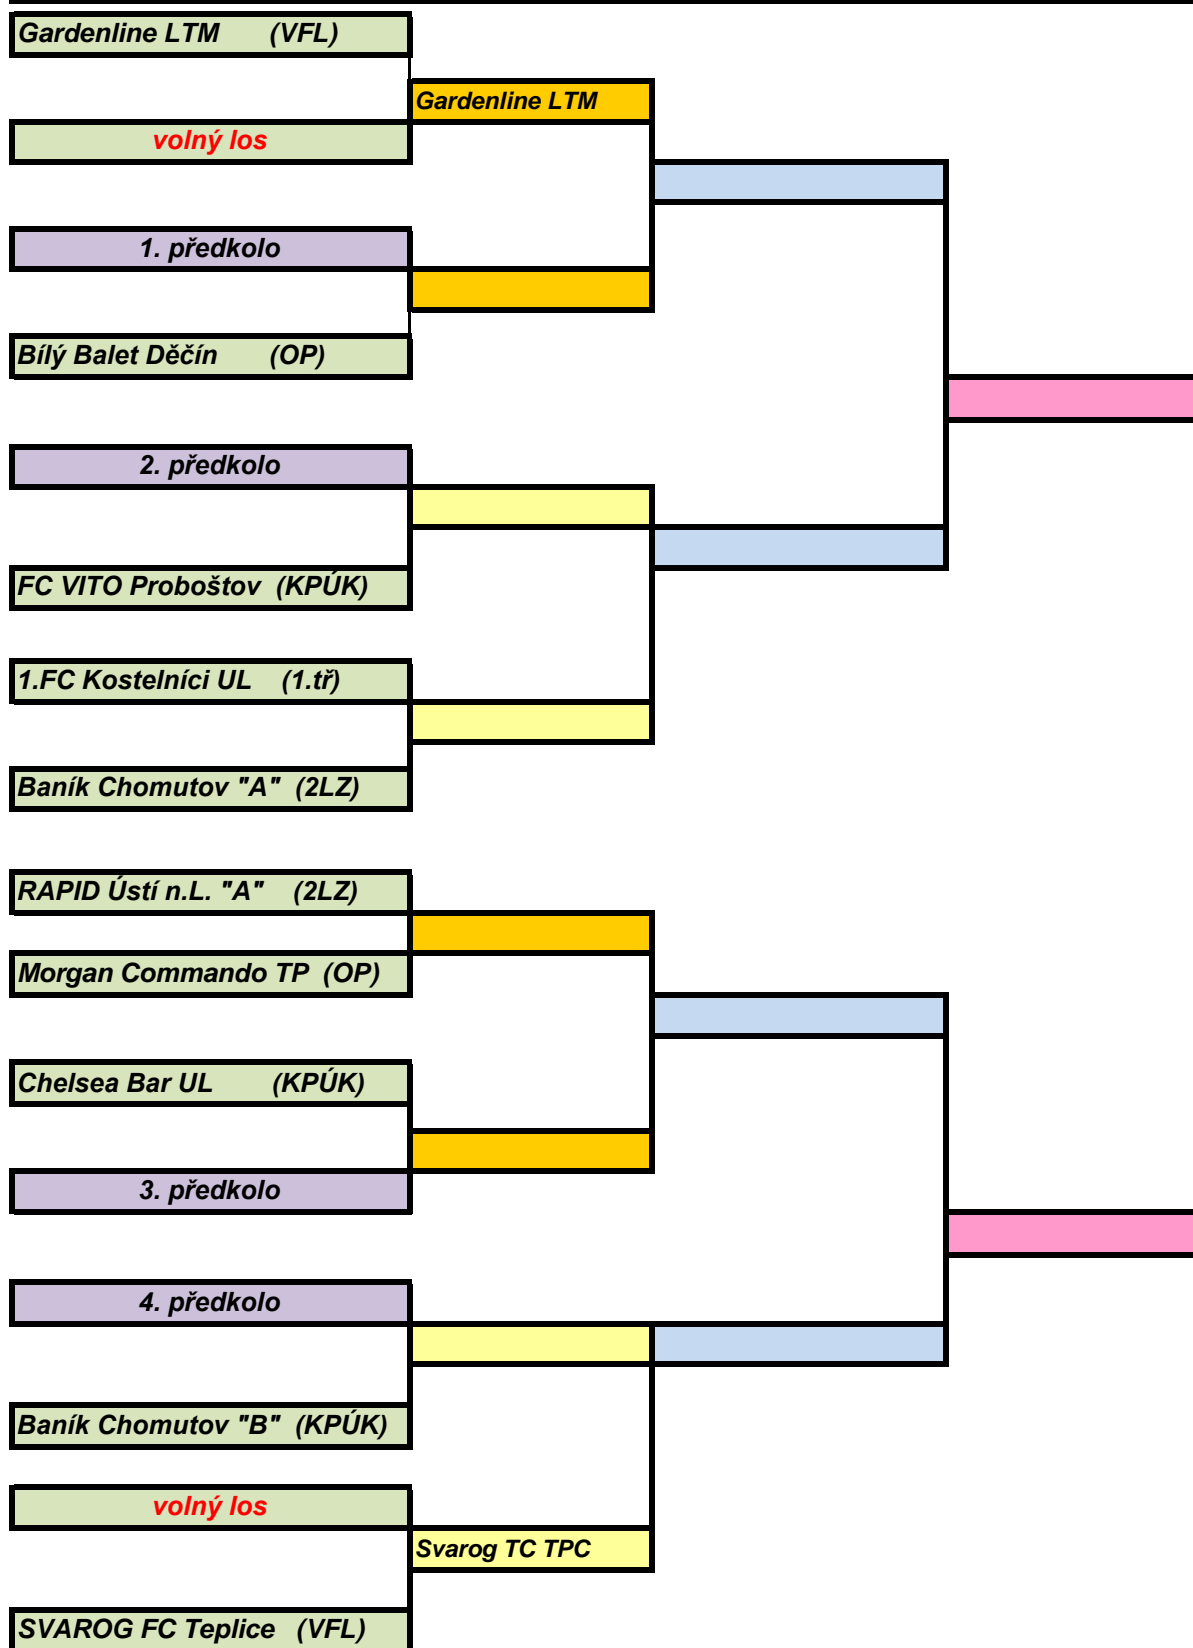 Gardenline LTM (VFL)
Gardenline LTM
volný los
1. předkolo
Bílý Balet Děčín (OP)
2. předkolo
FC VITO Proboštov (KPÚK)
1.FC Kostelníci UL (1.tř)
Baník Chomutov "A" (2LZ)
RAPID Ústí n.L. "A" (2LZ)
Morgan Commando TP (OP)
Chelsea Bar UL (KPÚK)
3. předkolo
4. předkolo
Baník Chomutov "B" (KPÚK)
volný los
Svarog TC TPC
SVAROG FC Teplice (VFL)